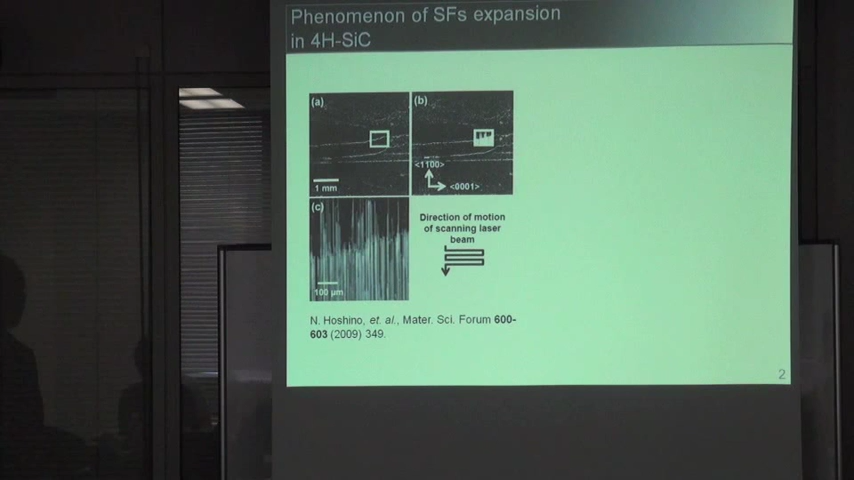 Phenomenon of SFs expansion
in 4H-SiC
(a)
(b)
1 mm
<1100>
<0001>
(c)
100 μm
Direction of motion
of scanning laser
beam
N. Hoshino, et. al., Mater. Sci. Forum 600-
603 (2009) 349.
2